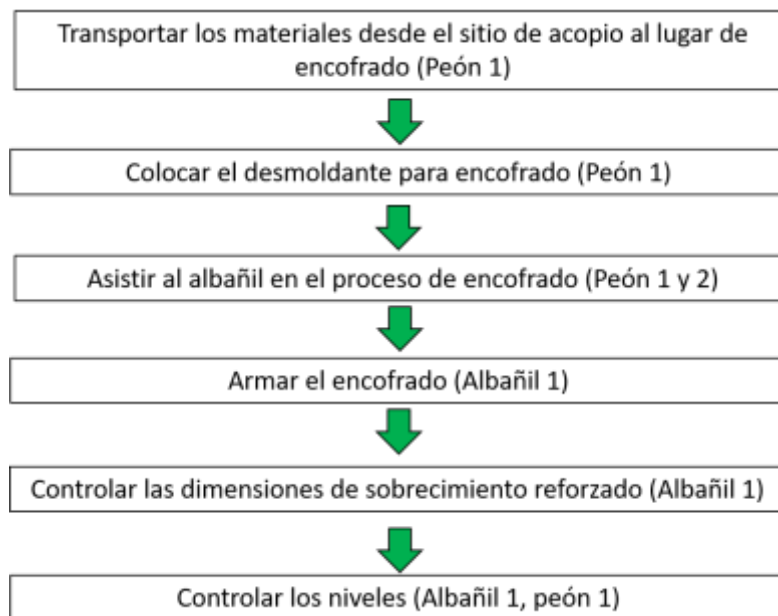 Transportar los materiales desde el sitio de acopio al lugar de
encofrado (Peón 1)
Colocar el desmoldante para encofrado (Peón 1)
Asistir al albañil en el proceso de encofrado (Peón 1 y 2)
Armar el encofrado (Albañil 1)
Controlar las dimensiones de sobrecimiento reforzado (Albañil 1)
Controlar los niveles (Albañil 1, peón 1)